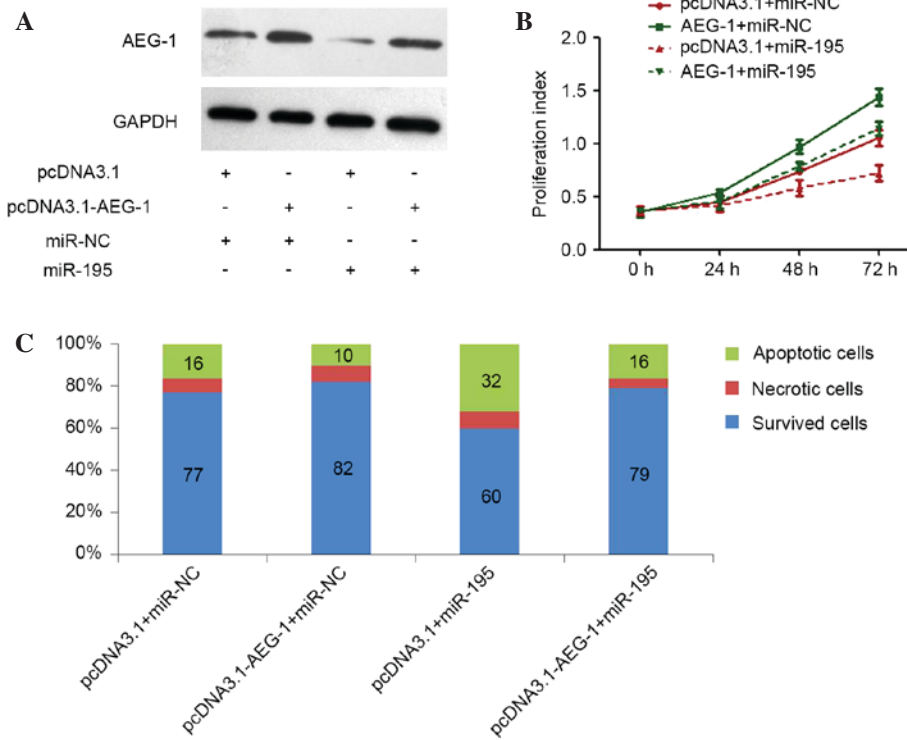 A
AEG-1
GAPDH
pcDNA3.1 + - + -
pcDNA3.1-AEG-1 - + - +
miR-NC + + - -
miR-195 - - + +
B
pcDNA3.1+miR-NC
AEG-1+miR-NC
pcDNA3.1+miR-195
AEG-1+miR-195
Proliferation index
2.0
1.5
1.0
0.5
0.0
0 h 24 h 48 h 72 h
C
100%
80%
60%
40%
20%
0%
16 10 32 16
77 82 60 79
Apoptotic cells
Necrotic cells
Survived cells
pcDNA3.1+miR-NC
pcDNA3.1-AEG-1+miR-NC
pcDNA3.1+miR-195
pcDNA3.1-AEG-1+miR-195